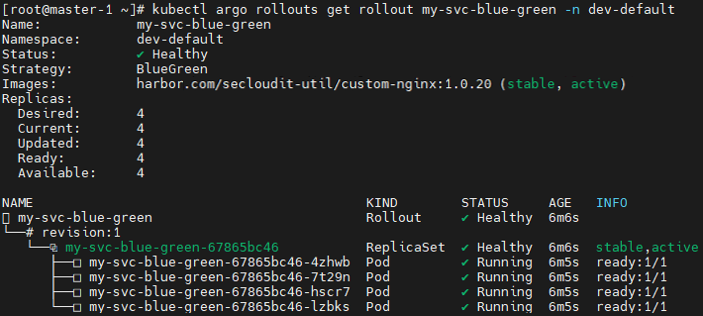 [root@master-1 ~]# kubectl argo rollouts get rollout my-svc-blue-green -n dev-default
Name:            my-svc-blue-green
Namespace:       dev-default
Status:          ✔ Healthy
Strategy:        BlueGreen
Images:          harbor.com/secloudit-util/custom-nginx:1.0.20 (stable, active)
Replicas:
  Desired:       4
  Current:       4
  Updated:       4
  Ready:         4
  Available:     4
NAME                                           KIND        STATUS     AGE   INFO
my-svc-blue-green                            Rollout     ✔ Healthy  6m6s
└──# revision:1
   └──⧉ my-svc-blue-green-67865bc46            ReplicaSet  ✔ Healthy  6m6s  stable,active
      ├──□ my-svc-blue-green-67865bc46-4zhwb   Pod         ✔ Running  6m5s  ready:1/1
      ├──□ my-svc-blue-green-67865bc46-7t29n   Pod         ✔ Running  6m5s  ready:1/1
      ├──□ my-svc-blue-green-67865bc46-hscr7   Pod         ✔ Running  6m5s  ready:1/1
      └──□ my-svc-blue-green-67865bc46-lzbks   Pod         ✔ Running  6m5s  ready:1/1